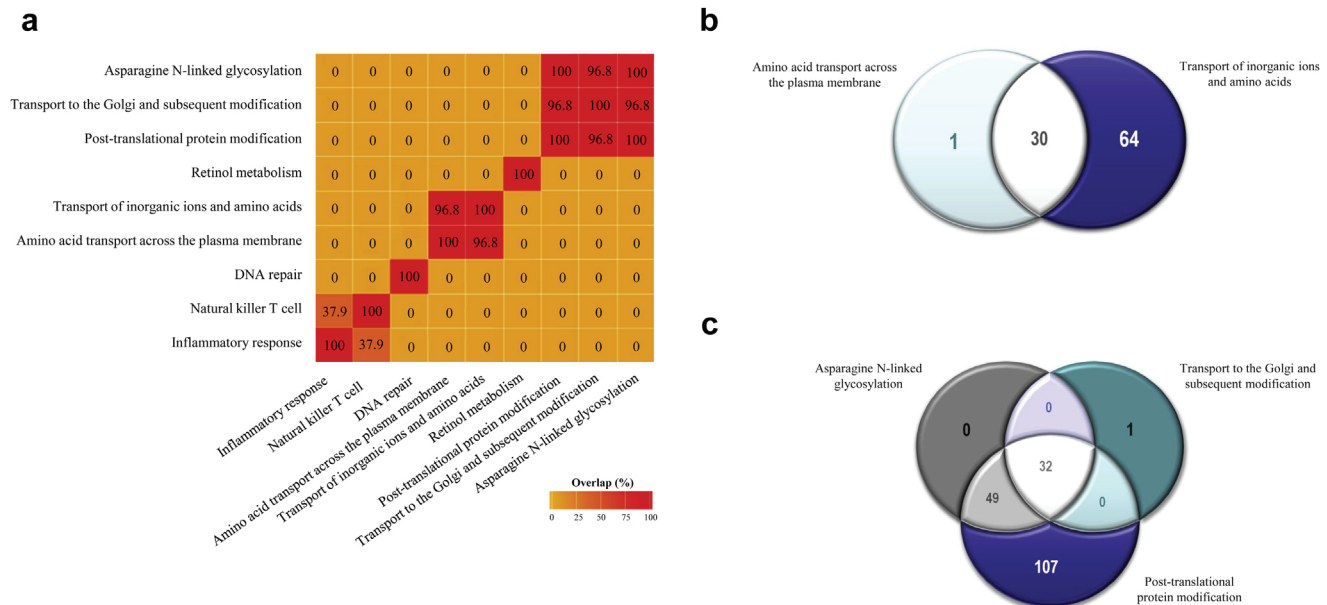 a
Asparagine N-linked glycosylation 0 0 0 0 0 0 100 96.8 100
Transport to the Golgi and subsequent modification 0 0 0 0 0 0 96.8 100 96.8
Post-translational protein modification 0 0 0 0 0 0 100 96.8 100
Retinol metabolism 0 0 0 0 0 100 0 0 0
Transport of inorganic ions and amino acids 0 0 0 96.8 100 0 0 0 0
Amino acid transport across the plasma membrane 0 0 0 100 96.8 0 0 0 0
DNA repair 0 0 100 0 0 0 0 0 0
Natural killer T cell 37.9 100 0 0 0 0 0 0 0
Inflammatory response 100 37.9 0 0 0 0 0 0 0
Inflammatory response
Natural killer T cell
DNA repair
Amino acid transport across the plasma membrane
Transport of inorganic ions and amino acids
Retinol metabolism
Post-translational protein modification
Transport to the Golgi and subsequent modification
Asparagine N-linked glycosylation
Overlap (%)
0 25 50 75 100
b
Amino acid transport across
the plasma membrane
Transport of inorganic ions
and amino acids
1 30 64
c
Asparagine N-linked
glycosylation
Transport to the Golgi and
subsequent modification
0 0 1
32
49 0
107
Post-translational
protein modification